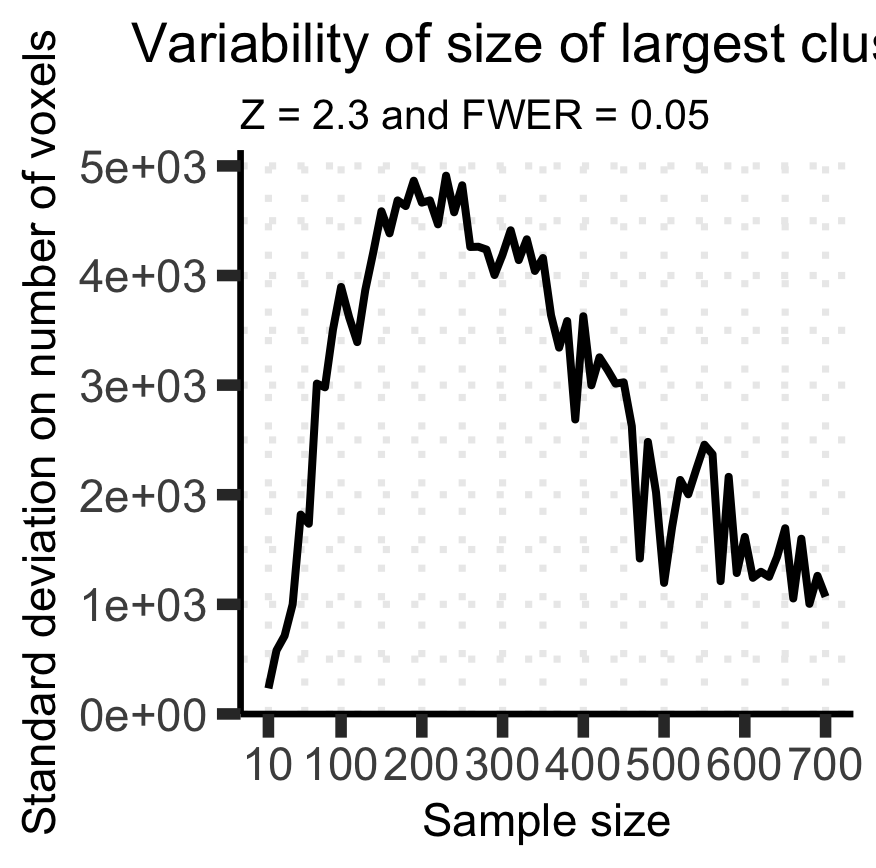 Variability of size of largest clus
Z = 2.3 and FWER = 0.05
Standard deviation on number of voxels
5e+03
4e+03
3e+03
2e+03
1e+03
0e+00
10 100 200 300 400 500 600 700
Sample size